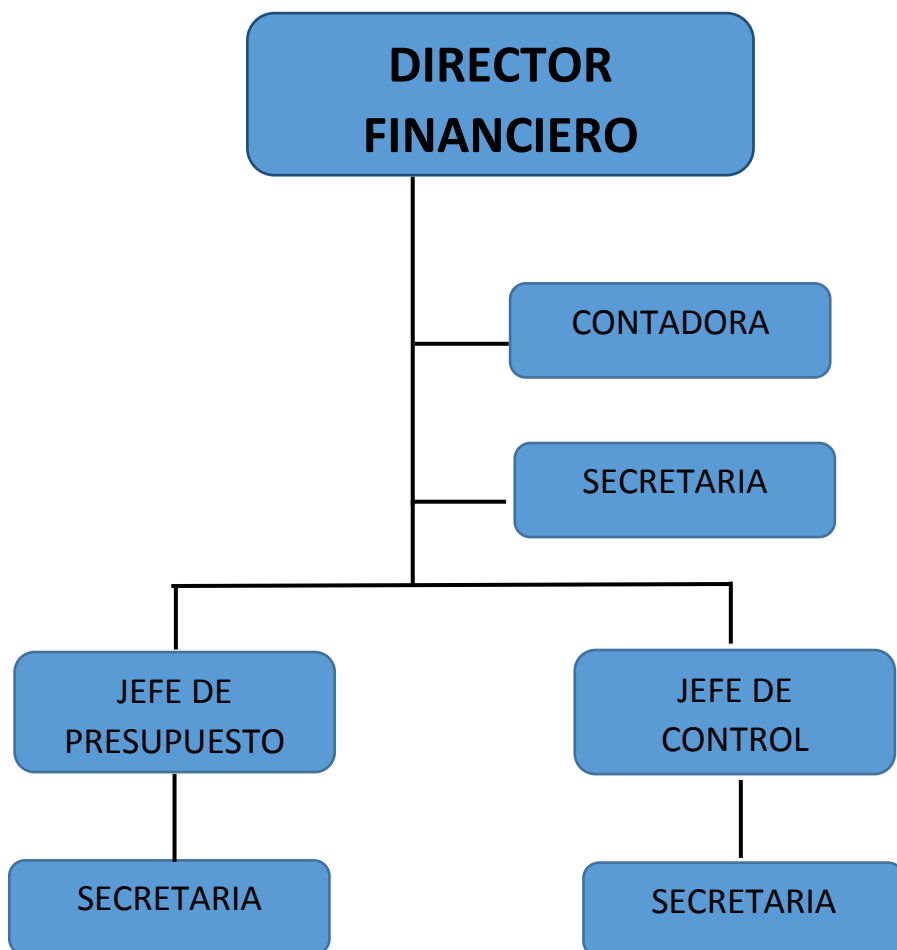 DIRECTOR
FINANCIERO
CONTADORA
SECRETARIA
JEFE DE
PRESUPUESTO
JEFE DE
CONTROL
SECRETARIA
SECRETARIA